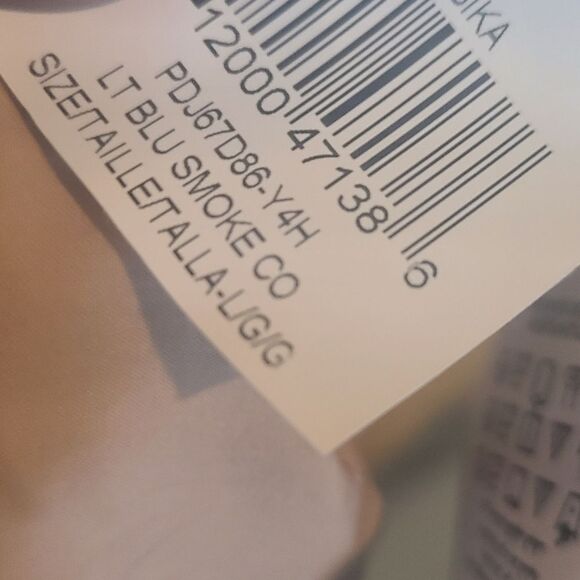 12000 47138 6
PDJ67D86-Y4H
LT BLU SMOKE CO
SIZE/TAILLE/TALLA-L/G/G